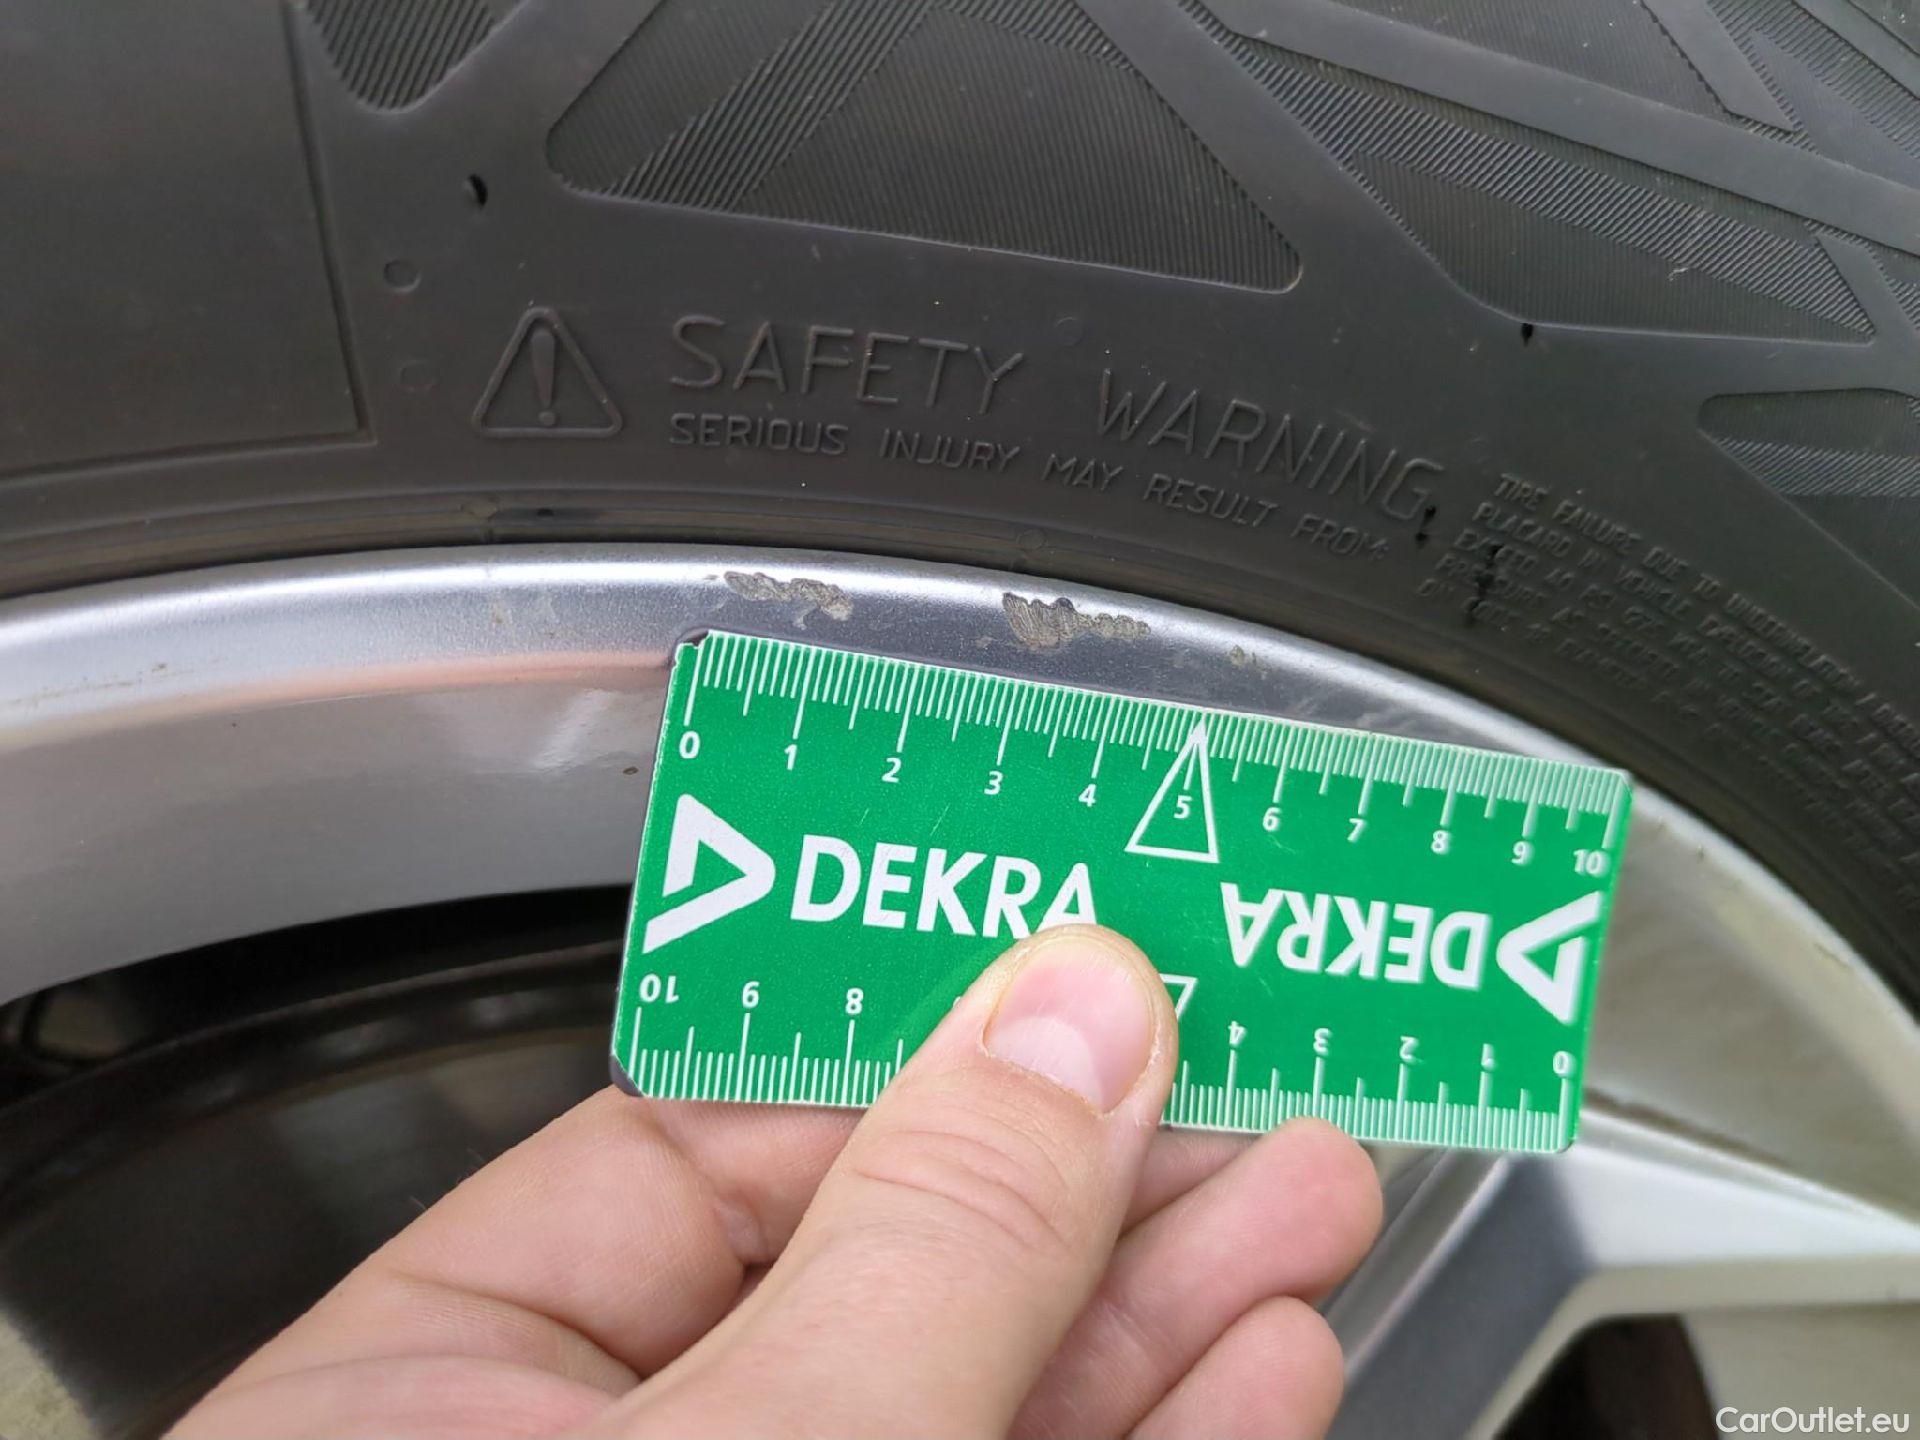 SAFETY WARNING
SERIOUS INJURY MAY RESULT FROM:
TIRE FAILURE DUE TO UNDERINFLATION /
PLACARD IN VEHICLE
0 1 2 3 4 5 6 7 8 9 10
DEKRA
DEKRA
10 9 8 4 3 2 1 0
CarOutlet.eu